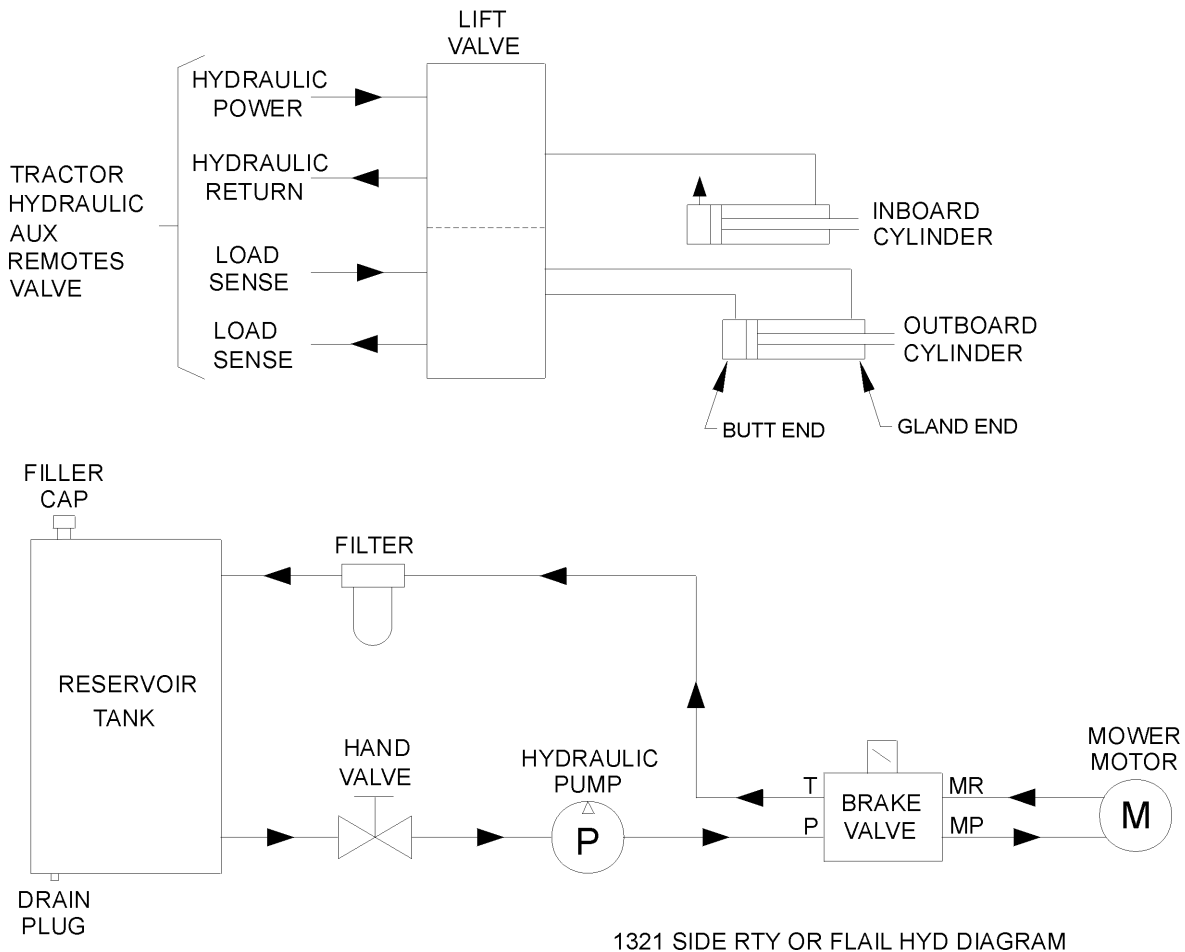 LIFT
VALVE
TRACTOR
HYDRAULIC
AUX
REMOTES
VALVE
HYDRAULIC
POWER
HYDRAULIC
RETURN
LOAD
SENSE
LOAD
SENSE
INBOARD
CYLINDER
OUTBOARD
CYLINDER
BUTT END
GLAND END
FILLER
CAP
FILTER
RESERVOIR
TANK
DRAIN
PLUG
HAND
VALVE
HYDRAULIC
PUMP
P
T
P
BRAKE
VALVE
MR
MP
MOWER
MOTOR
M
1321 SIDE RTY OR FLAIL HYD DIAGRAM